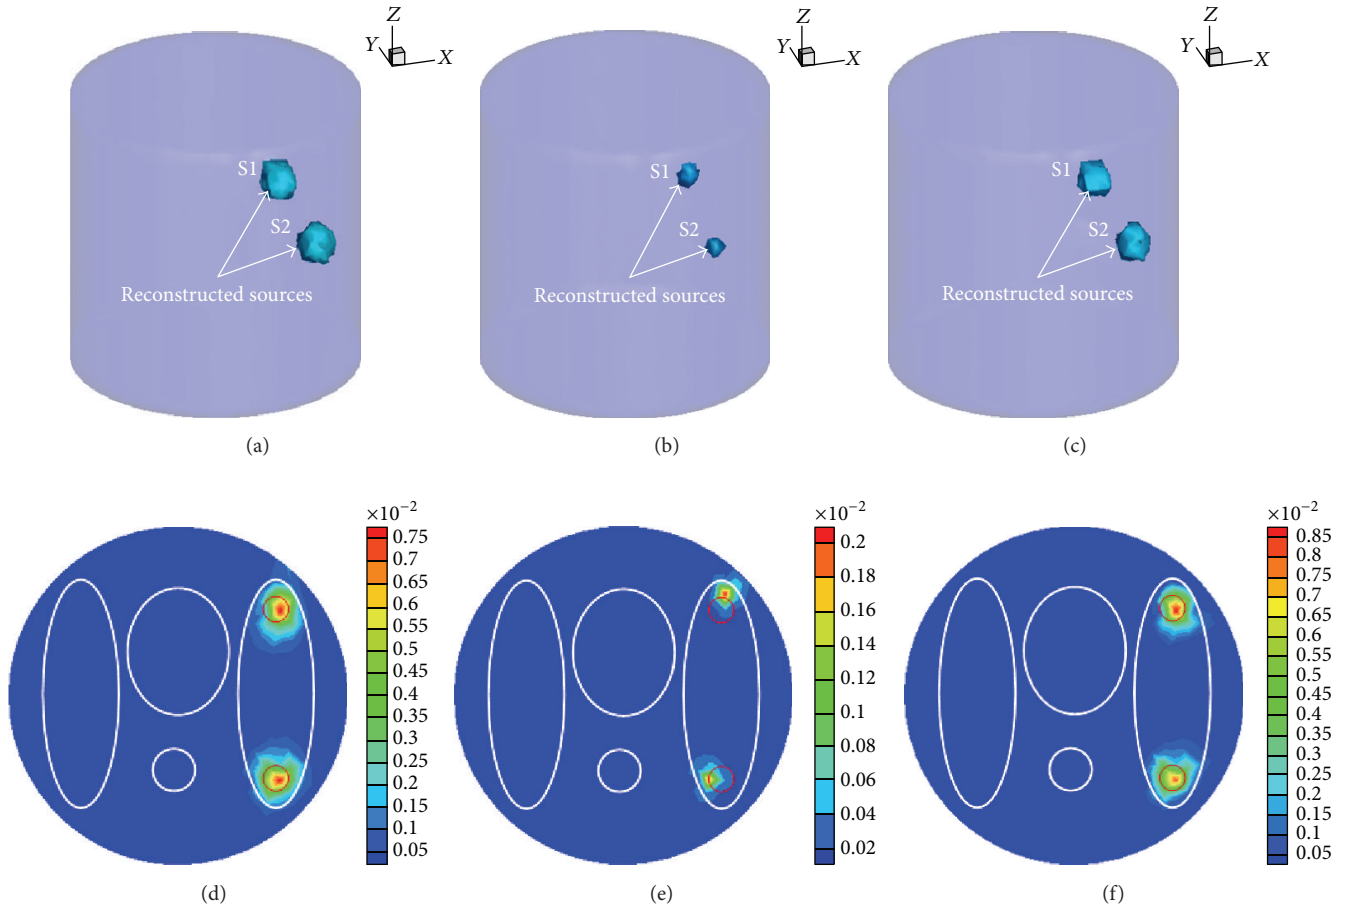 Z
Y
X
S1
S2
Reconstructed sources
(a)
Z
Y
X
S1
S2
Reconstructed sources
(b)
Z
Y
X
S1
S2
Reconstructed sources
(c)
×10−2
0.75
0.7
0.65
0.6
0.55
0.5
0.45
0.4
0.35
0.3
0.25
0.2
0.15
0.1
0.05
(d)
×10−2
0.2
0.18
0.16
0.14
0.12
0.1
0.08
0.06
0.04
0.02
(e)
×10−2
0.85
0.8
0.75
0.7
0.65
0.6
0.55
0.5
0.45
0.4
0.35
0.3
0.25
0.2
0.15
0.1
0.05
(f)